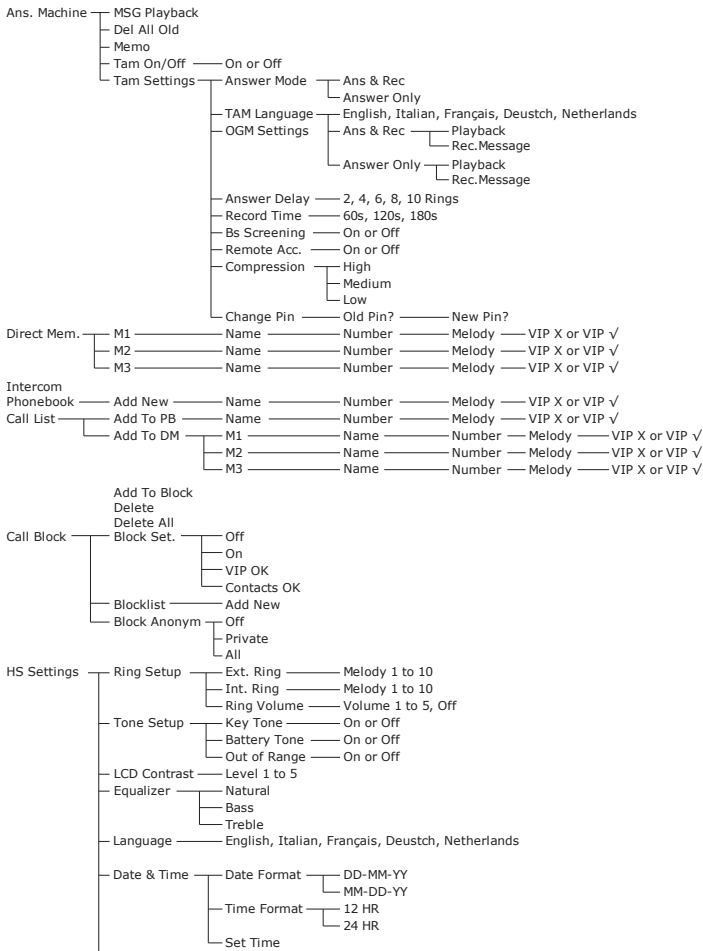 Ans. Machine MSG Playback
Del All Old
Memo
Tam On/Off On or Off
Tam Settings Answer Mode Ans & Rec
Answer Only
TAM Language English, Italian, Français, Deustch, Netherlands
OGM Settings Ans & Rec Playback
Rec.Message
Answer Only Playback
Rec.Message
Answer Delay 2, 4, 6, 8, 10 Rings
Record Time 60s, 120s, 180s
Bs Screening On or Off
Remote Acc. On or Off
Compression High
Medium
Low
Change Pin Old Pin? New Pin?
Direct Mem. M1 Name Number Melody VIP X or VIP √
M2 Name Number Melody VIP X or VIP √
M3 Name Number Melody VIP X or VIP √
Intercom
Phonebook Add New Name Number Melody VIP X or VIP √
Call List Add To PB Name Number Melody VIP X or VIP √
Add To DM M1 Name Number Melody VIP X or VIP √
M2 Name Number Melody VIP X or VIP √
M3 Name Number Melody VIP X or VIP √
Add To Block
Delete
Delete All
Call Block Block Set. Off
On
VIP OK
Contacts OK
Blocklist Add New
Block Anonym Off
Private
All
HS Settings Ring Setup Ext. Ring Melody 1 to 10
Int. Ring Melody 1 to 10
Ring Volume Volume 1 to 5, Off
Tone Setup Key Tone On or Off
Battery Tone On or Off
Out of Range On or Off
LCD Contrast Level 1 to 5
Equalizer Natural
Bass
Treble
Language English, Italian, Français, Deustch, Netherlands
Date & Time Date Format DD-MM-YY
MM-DD-YY
Time Format 12 HR
24 HR
Set Time